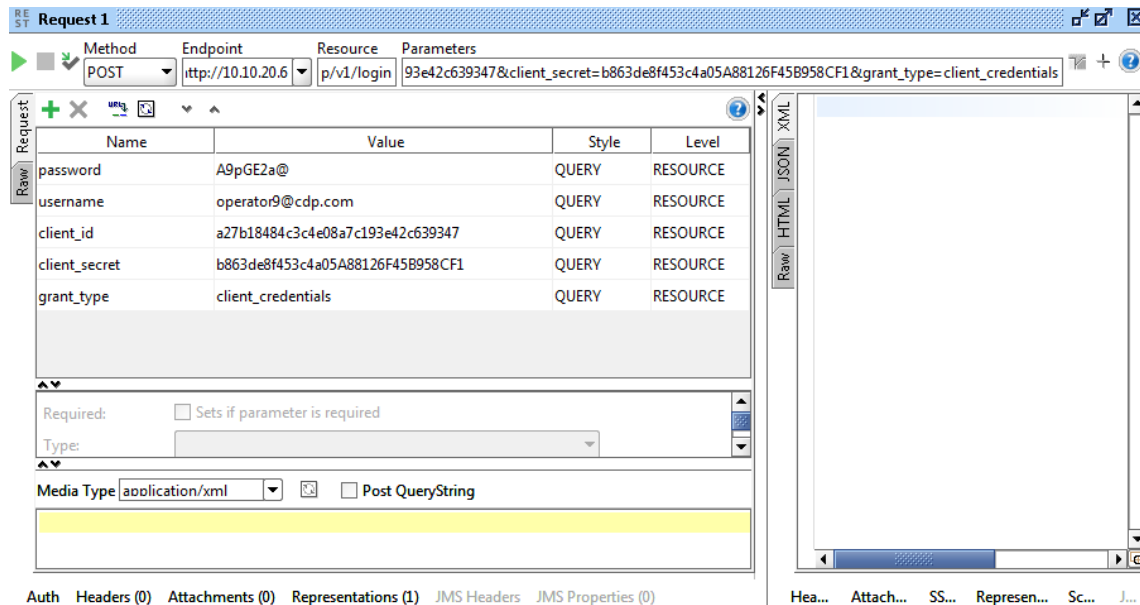 REST Request 1
Method Endpoint Resource Parameters
POST ttp://10.10.20.6 p/v1/login 93e42c639347&client_secret=b863de8f453c4a05A88126F45B958CF1&grant_type=client_credentials
Request
Raw
Name Value Style Level
password A9pGE2a@ QUERY RESOURCE
username operator9@cdp.com QUERY RESOURCE
client_id a27b18484c3c4e08a7c193e42c639347 QUERY RESOURCE
client_secret b863de8f453c4a05A88126F45B958CF1 QUERY RESOURCE
grant_type client_credentials QUERY RESOURCE
Required: Sets if parameter is required
Type:
Media Type application/xml Post QueryString
Auth Headers (0) Attachments (0) Representations (1) JMS Headers JMS Properties (0)
XML
JSON
HTML
Raw
Hea... Attach... SS... Represen... Sc... J...